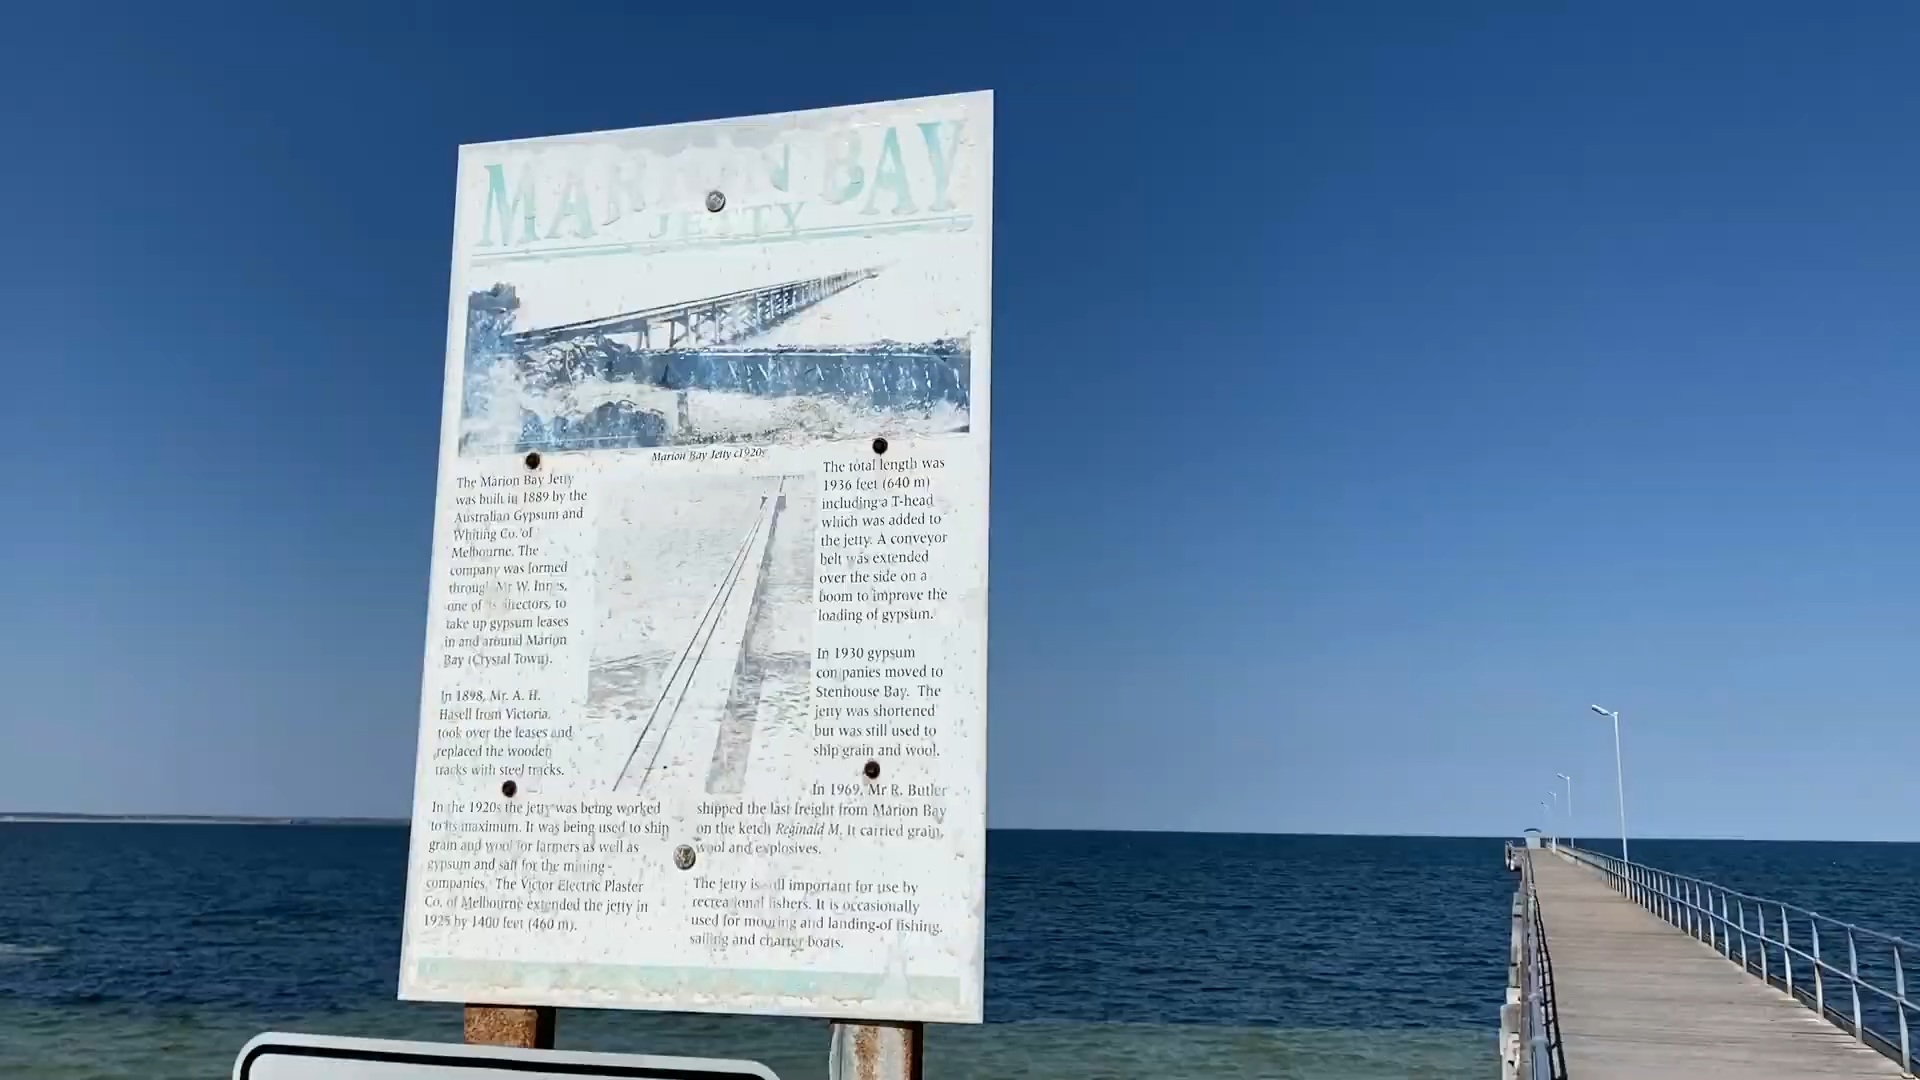 MARION BAY
JETTY
Marion Bay Jetty c1920s
The Marion Bay Jetty
was built in 1889 by the
Australian Gypsum and
Whiting Co. of
Melbourne. The
company was formed
through Mr W. Innes,
one of its directors, to
take up gypsum leases
in and around Marion
Bay (Crystal Town).
In 1898, Mr. A. H.
Hasell from Victoria,
took over the leases and
replaced the wooden
tracks with steel tracks.
In the 1920s the jetty was being worked
to its maximum. It was being used to ship
grain and wool for farmers as well as
gypsum and salt for the mining
companies. The Victor Electric Plaster
Co. of Melbourne extended the jetty in
1925 by 1400 feet (460 m).
The total length was
1936 feet (640 m)
including a T-head
which was added to
the jetty. A conveyor
belt was extended
over the side on a
boom to improve the
loading of gypsum.
In 1930 gypsum
companies moved to
Stenhouse Bay. The
jetty was shortened
but was still used to
ship grain and wool.
In 1969, Mr R. Butler
shipped the last freight from Marion Bay
on the ketch Reginald M. It carried grain,
wool and explosives.
The jetty is still important for use by
recreational fishers. It is occasionally
used for mooring and landing of fishing,
sailing and charter boats.